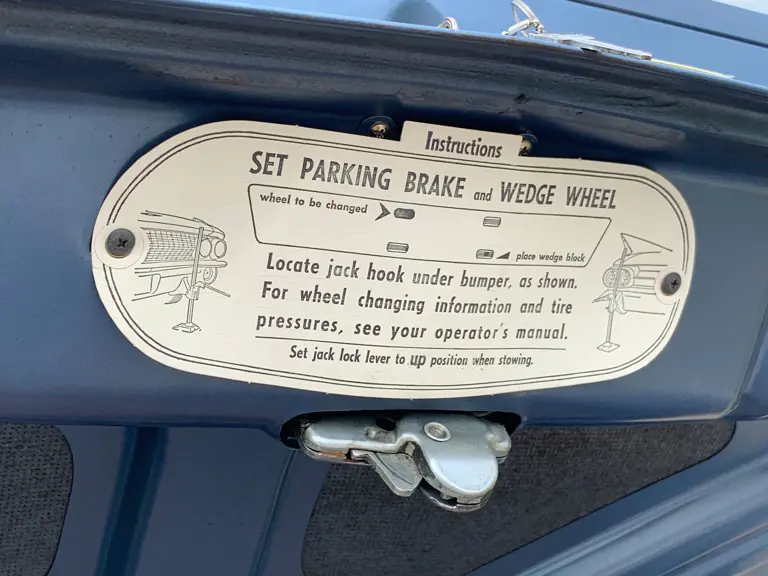 Instructions
SET PARKING BRAKE and WEDGE WHEEL
wheel to be changed
place wedge block
Locate jack hook under bumper, as shown.
For wheel changing information and tire
pressures, see your operator's manual.
Set jack lock lever to up position when stowing.